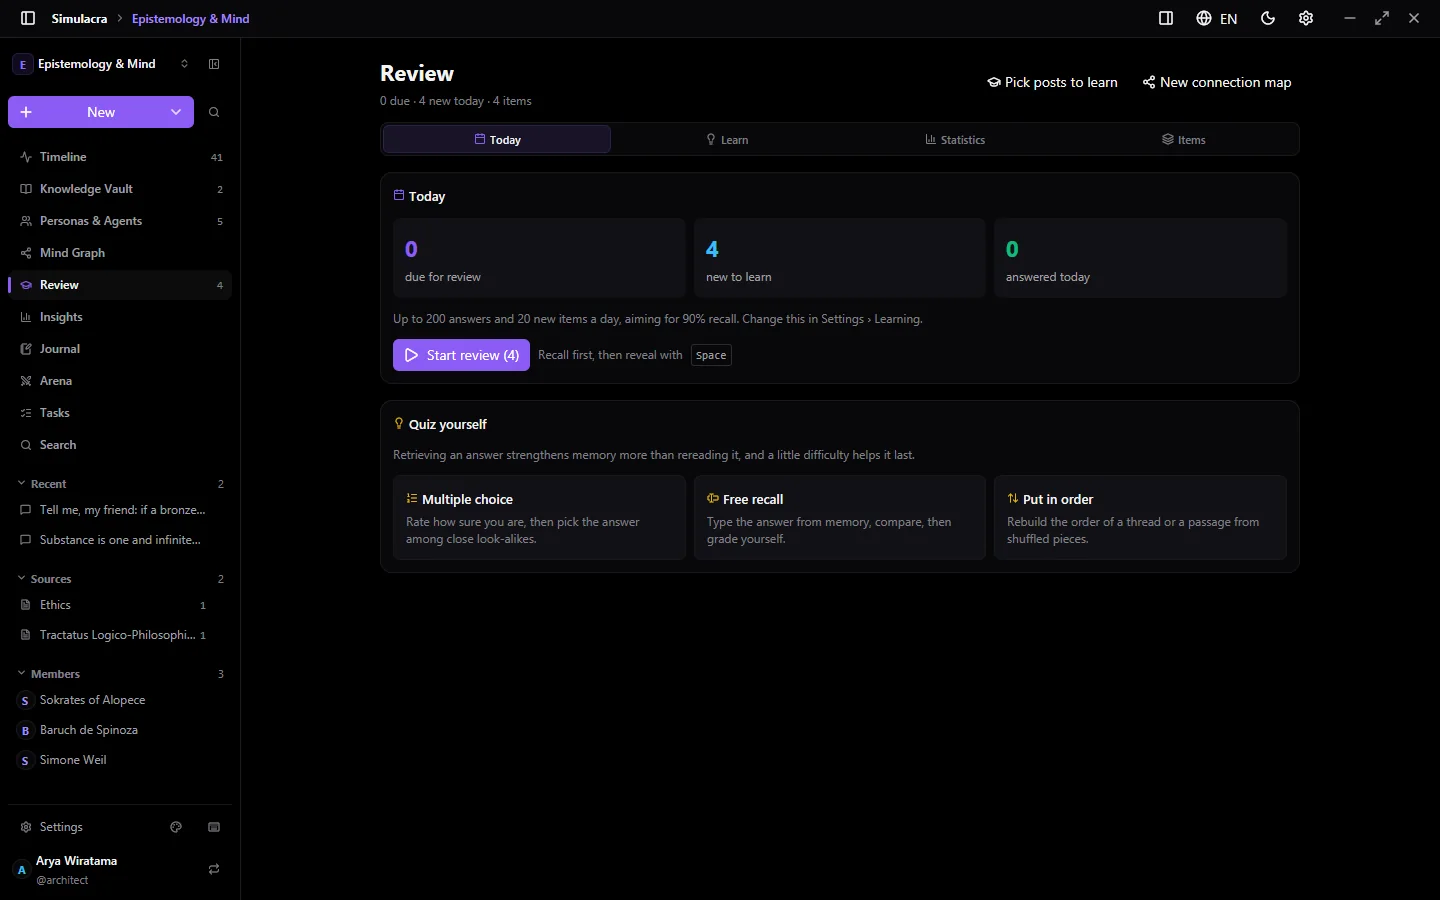 Simulacra
Epistemology & Mind
EN
E
Epistemology & Mind
New
Timeline 41
Knowledge Vault 2
Personas & Agents 5
Mind Graph
Review 4
Insights
Journal
Arena
Tasks
Search
Recent 2
Tell me, my friend: if a bronze...
Substance is one and infinite...
Sources 2
Ethics 1
Tractatus Logico-Philosophi... 1
Members 3
S Sokrates of Alopece
B Baruch de Spinoza
S Simone Weil
Settings
A
Arya Wiratama
@architect
Review
0 due · 4 new today · 4 items
Pick posts to learn
New connection map
Today
Learn
Statistics
Items
Today
0
due for review
4
new to learn
0
answered today
Up to 200 answers and 20 new items a day, aiming for 90% recall. Change this in Settings › Learning.
Start review (4)
Recall first, then reveal with Space
Quiz yourself
Retrieving an answer strengthens memory more than rereading it, and a little difficulty helps it last.
Multiple choice
Rate how sure you are, then pick the answer
among close look-alikes.
Free recall
Type the answer from memory, compare, then
grade yourself.
Put in order
Rebuild the order of a thread or a passage from
shuffled pieces.